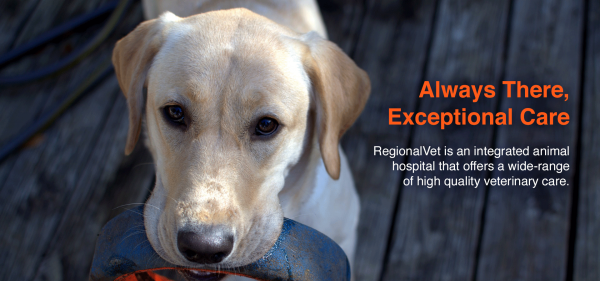 Always There,
Exceptional Care
RegionalVet is an integrated animal
hospital that offers a wide-range
of high quality veterinary care.